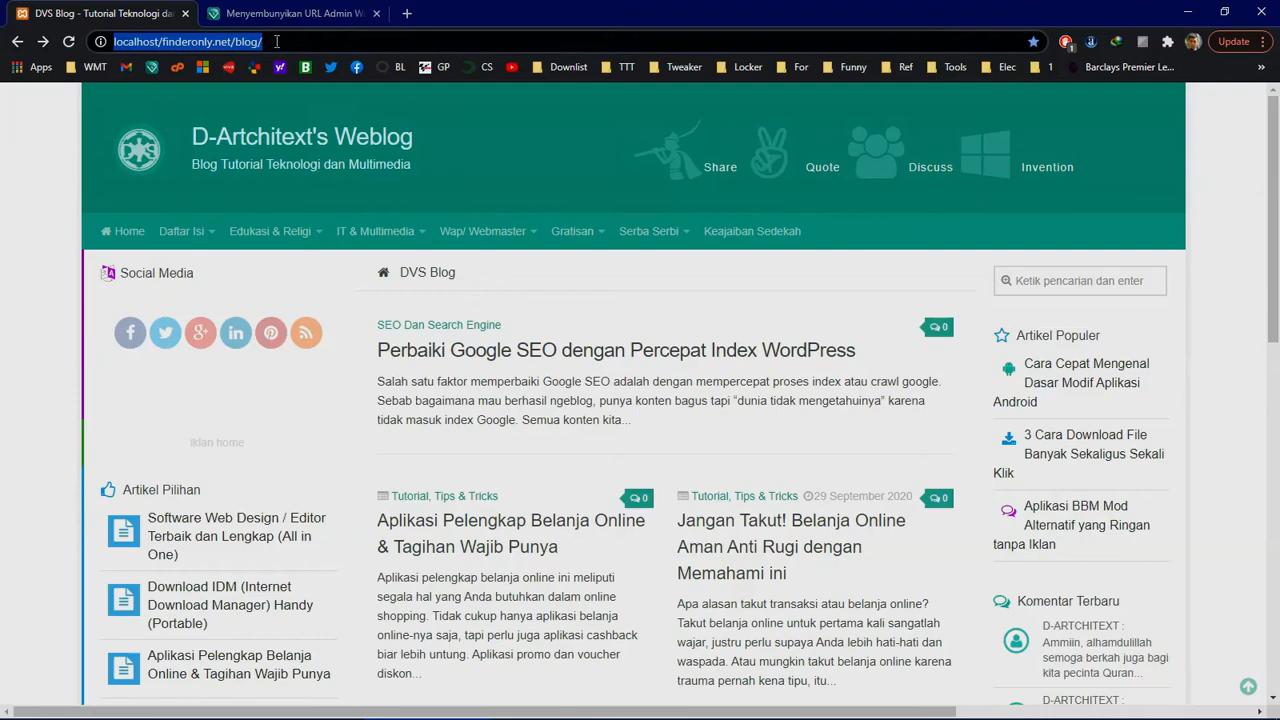 DVS Blog - Tutorial Teknologi da
Menyembunyikan URL Admin W
localhost/finderonly.net/blog/
1
Update
Apps
WMT
BL
GP
CS
Downlist
TTT
Tweaker
Locker
For
Funny
Ref
Tools
Elec
1
Barclays Premier Le...
»
DVS
D-Artchitext's Weblog
Blog Tutorial Teknologi dan Multimedia
Share
Quote
Discuss
Invention
Home
Daftar Isi
Edukasi & Religi
IT & Multimedia
Wap/ Webmaster
Gratisan
Serba Serbi
Keajaiban Sedekah
Social Media
iklan home
Artikel Pilihan
Software Web Design / Editor
Terbaik dan Lengkap (All in
One)
Download IDM (Internet
Download Manager) Handy
(Portable)
Aplikasi Pelengkap Belanja
Online & Tagihan Wajib Punya
DVS Blog
SEO Dan Search Engine
0
Perbaiki Google SEO dengan Percepat Index WordPress
Salah satu faktor memperbaiki Google SEO adalah dengan mempercepat proses index atau crawl google.
Sebab bagaimana mau berhasil ngeblog, punya konten bagus tapi “dunia tidak mengetahuinya” karena
tidak masuk index Google. Semua konten kita...
Tutorial, Tips & Tricks
0
Aplikasi Pelengkap Belanja Online
& Tagihan Wajib Punya
Aplikasi pelengkap belanja online ini meliputi
segala hal yang Anda butuhkan dalam online
shopping. Tidak cukup hanya aplikasi belanja
online-nya saja, tapi perlu juga aplikasi cashback
biar lebih untung. Aplikasi promo dan voucher
diskon...
Tutorial, Tips & Tricks 29 September 2020
0
Jangan Takut! Belanja Online
Aman Anti Rugi dengan
Memahami ini
Apa alasan takut transaksi atau belanja online?
Takut belanja online untuk pertama kali sangatlah
wajar, justru perlu supaya Anda lebih hati-hati dan
waspada. Atau mungkin takut belanja online karena
trauma pernah kena tipu, itu...
Ketik pencarian dan enter
Artikel Populer
Cara Cepat Mengenal
Dasar Modif Aplikasi
Android
3 Cara Download File
Banyak Sekaligus Sekali
Klik
Aplikasi BBM Mod
Alternatif yang Ringan
tanpa Iklan
Komentar Terbaru
D-ARTCHITEXT :
Ammiin, alhamdulillah
semoga berkah juga bagi
kita pecinta Quran...
D-ARTCHITEXT :